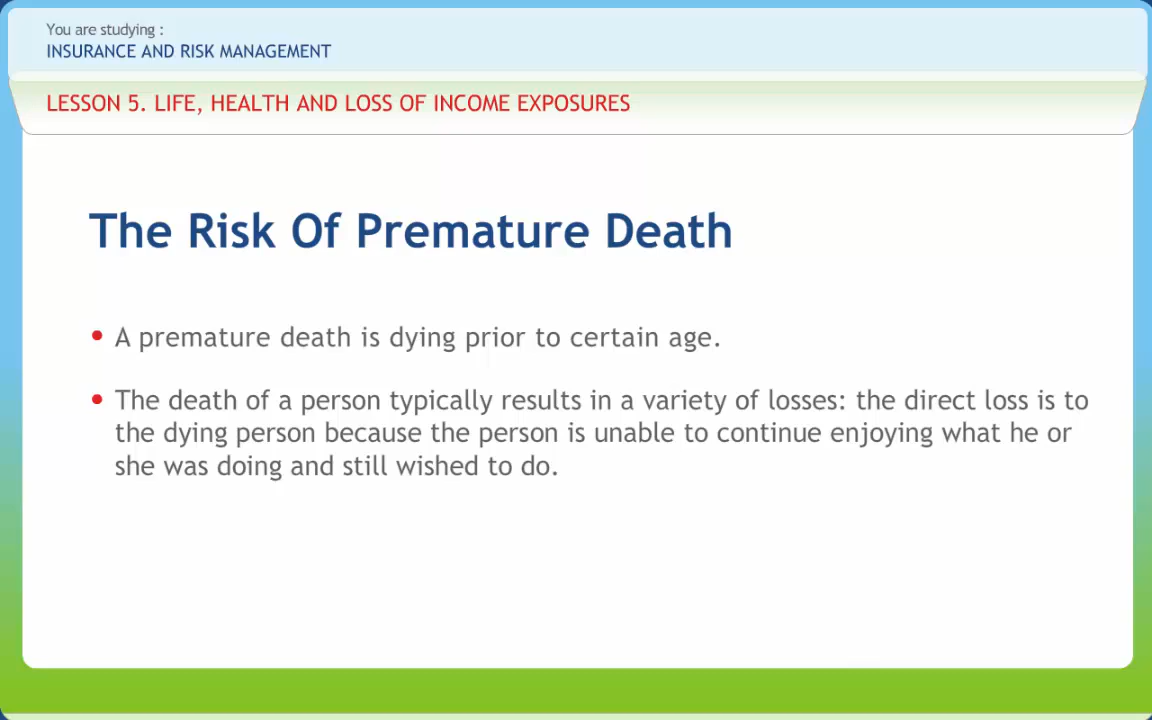 You are studying :
INSURANCE AND RISK MANAGEMENT
LESSON 5. LIFE, HEALTH AND LOSS OF INCOME EXPOSURES
The Risk Of Premature Death
• A premature death is dying prior to certain age.
• The death of a person typically results in a variety of losses: the direct loss is to
the dying person because the person is unable to continue enjoying what he or
she was doing and still wished to do.